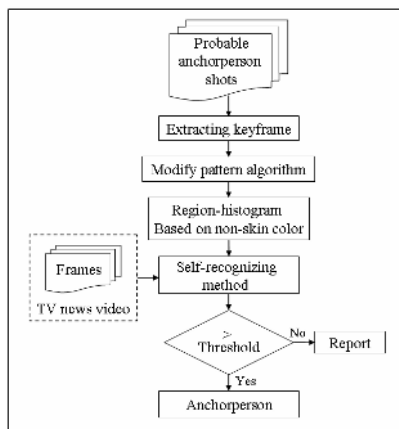 Probable
anchorperson
shots
Extracting keyframe
Modify pattern algorithm
Region-histogram
Based on non-skin color
Frames
TV news video
Self-recognizing
method
>
Threshold
No
Report
Yes
Anchorperson